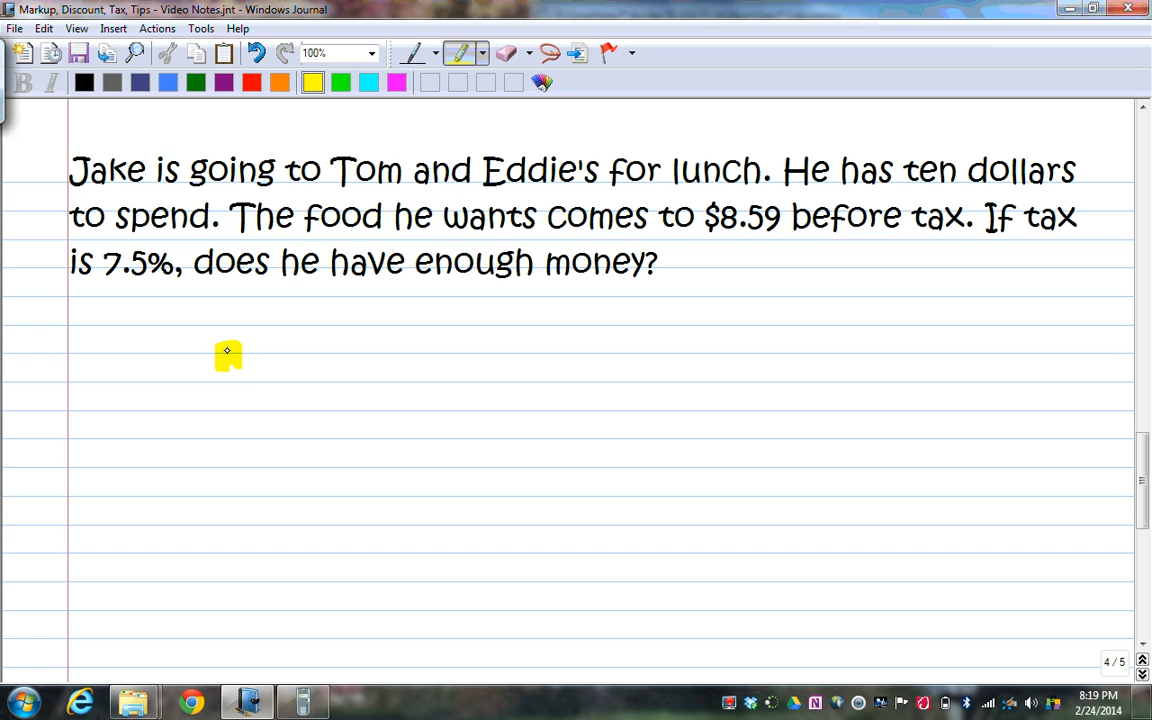 Markup, Discount, Tax, Tips - Video Notes.jnt - Windows Journal
File Edit View Insert Actions Tools Help
100%
B I
Jake is going to Tom and Eddie's for lunch. He has ten dollars
to spend. The food he wants comes to $8.59 before tax. If tax
is 7.5%, does he have enough money?
4 / 5
8:19 PM
2/24/2014